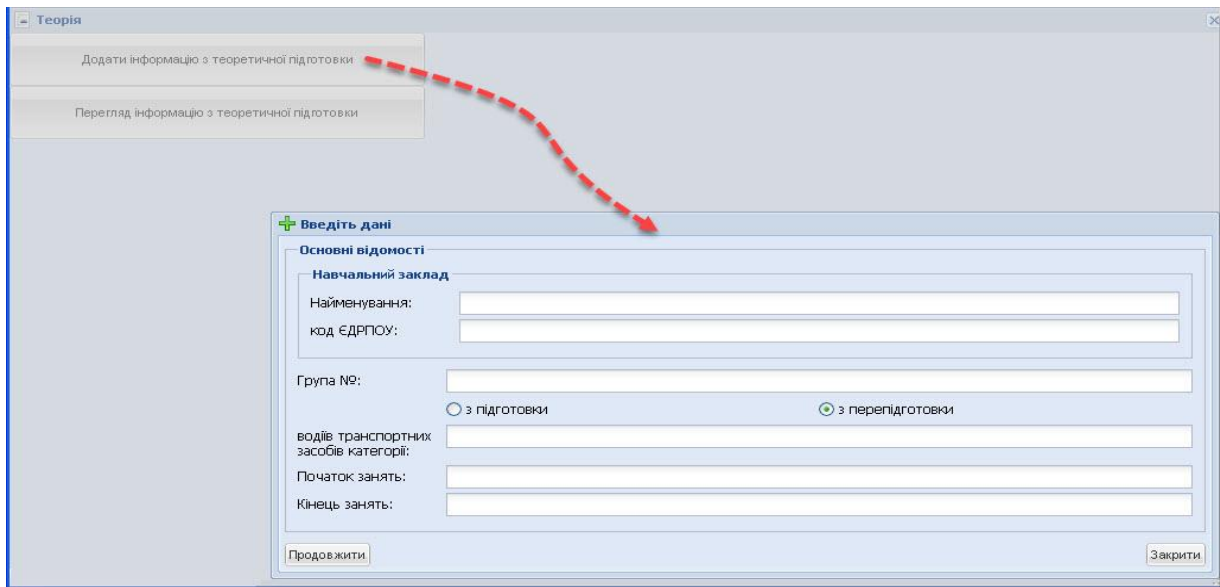 Теорія
Додати інформацію з теоретичної підготовки
Перегляд інформацію з теоретичної підготовки
Введіть дані
Основні відомості
Навчальний заклад
Найменування:
код ЄДРПОУ:
Група №:
з підготовки
з перепідготовки
водіїв транспортних
засобів категорії:
Початок занять:
Кінець занять:
Продовжити
Закрити